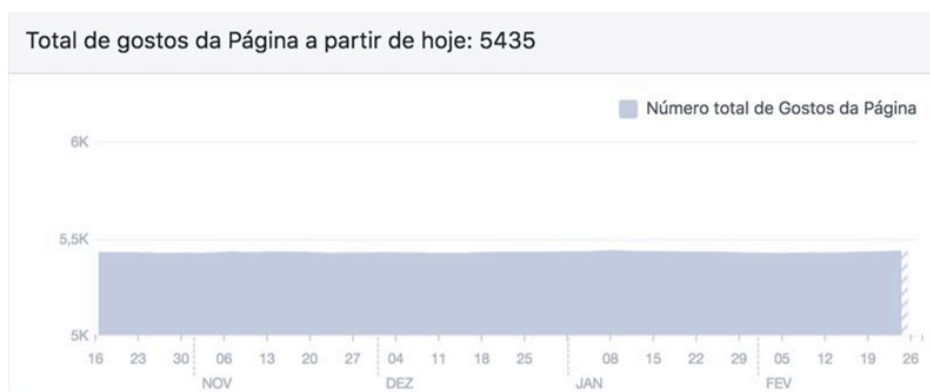 Total de gostos da Página a partir de hoje: 5435
Número total de Gostos da Página
6K
5,5K
5K
16 23 30 06 13 20 27 04 11 18 25 08 15 22 29 05 12 19 26
NOV DEZ JAN FEV